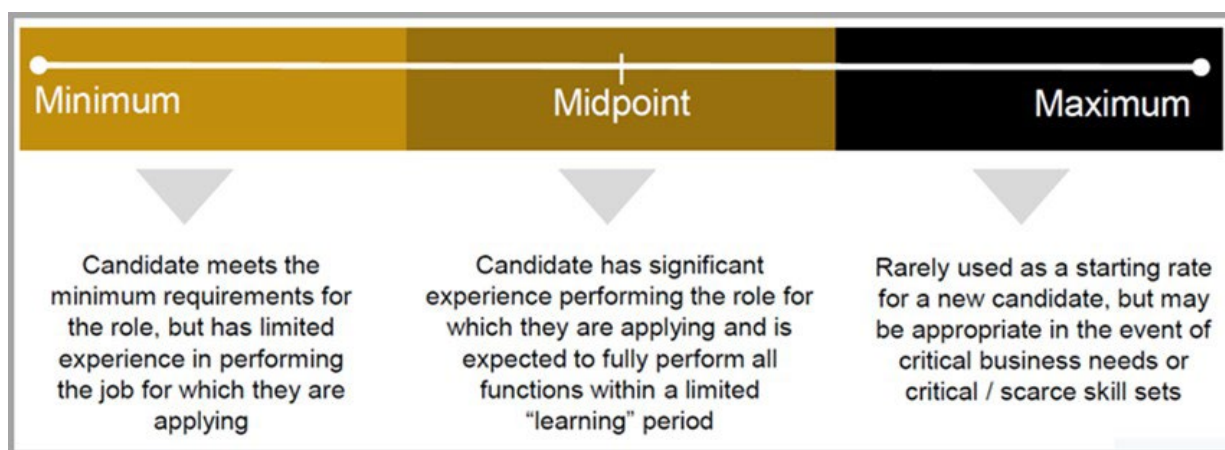 Minimum
Midpoint
Maximum
Candidate meets the
minimum requirements for
the role, but has limited
experience in performing
the job for which they are
applying
Candidate has significant
experience performing the role for
which they are applying and is
expected to fully perform all
functions within a limited
“learning” period
Rarely used as a starting rate
for a new candidate, but may
be appropriate in the event of
critical business needs or
critical / scarce skill sets